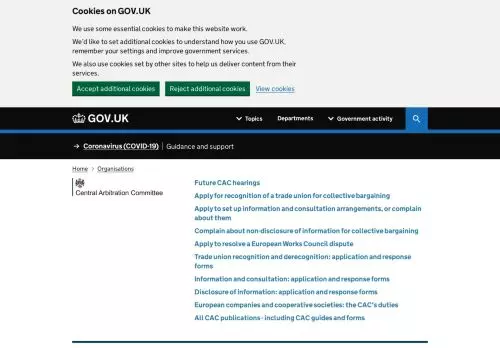 Cookies on GOV.UK
We use some essential cookies to make this website work.
We'd like to set additional cookies to understand how you use GOV.UK,
remember your settings and improve government services.
We also use cookies set by other sites to help us deliver content from their
services.
Accept additional cookies Reject additional cookies View cookies
GOV.UK Topics Departments Government activity
→ Coronavirus (COVID-19) | Guidance and support
Home > Organisations
Central Arbitration Committee
Future CAC hearings
Apply for recognition of a trade union for collective bargaining
Apply to set up information and consultation arrangements, or complain
about them
Complain about non-disclosure of information for collective bargaining
Apply to resolve a European Works Council dispute
Trade union recognition and derecognition: application and response
forms
Information and consultation: application and response forms
Disclosure of information: application and response forms
European companies and cooperative societies: the CAC's duties
All CAC publications - including CAC guides and forms